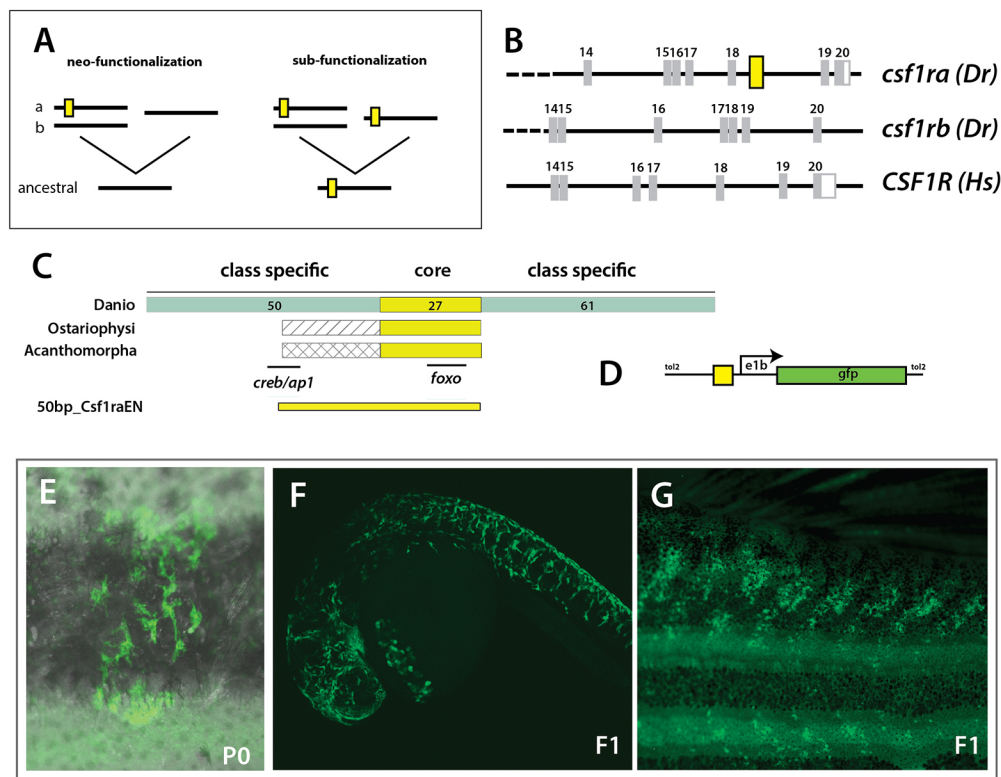 A
neo-functionalization
sub-functionalization
a
b
ancestral
B
14 15 16 17 18 19 20
csf1ra (Dr)
14 15 16 17 18 19 20
csf1rb (Dr)
14 15 16 17 18 19 20
CSF1R (Hs)
C
class specific core class specific
Danio 50 27 61
Ostariophysi
Acanthomorpha
creb/ap1 foxo
50bp_Csf1raEN
D
tol2 e1b gfp tol2
E
P0
F
F1
G
F1